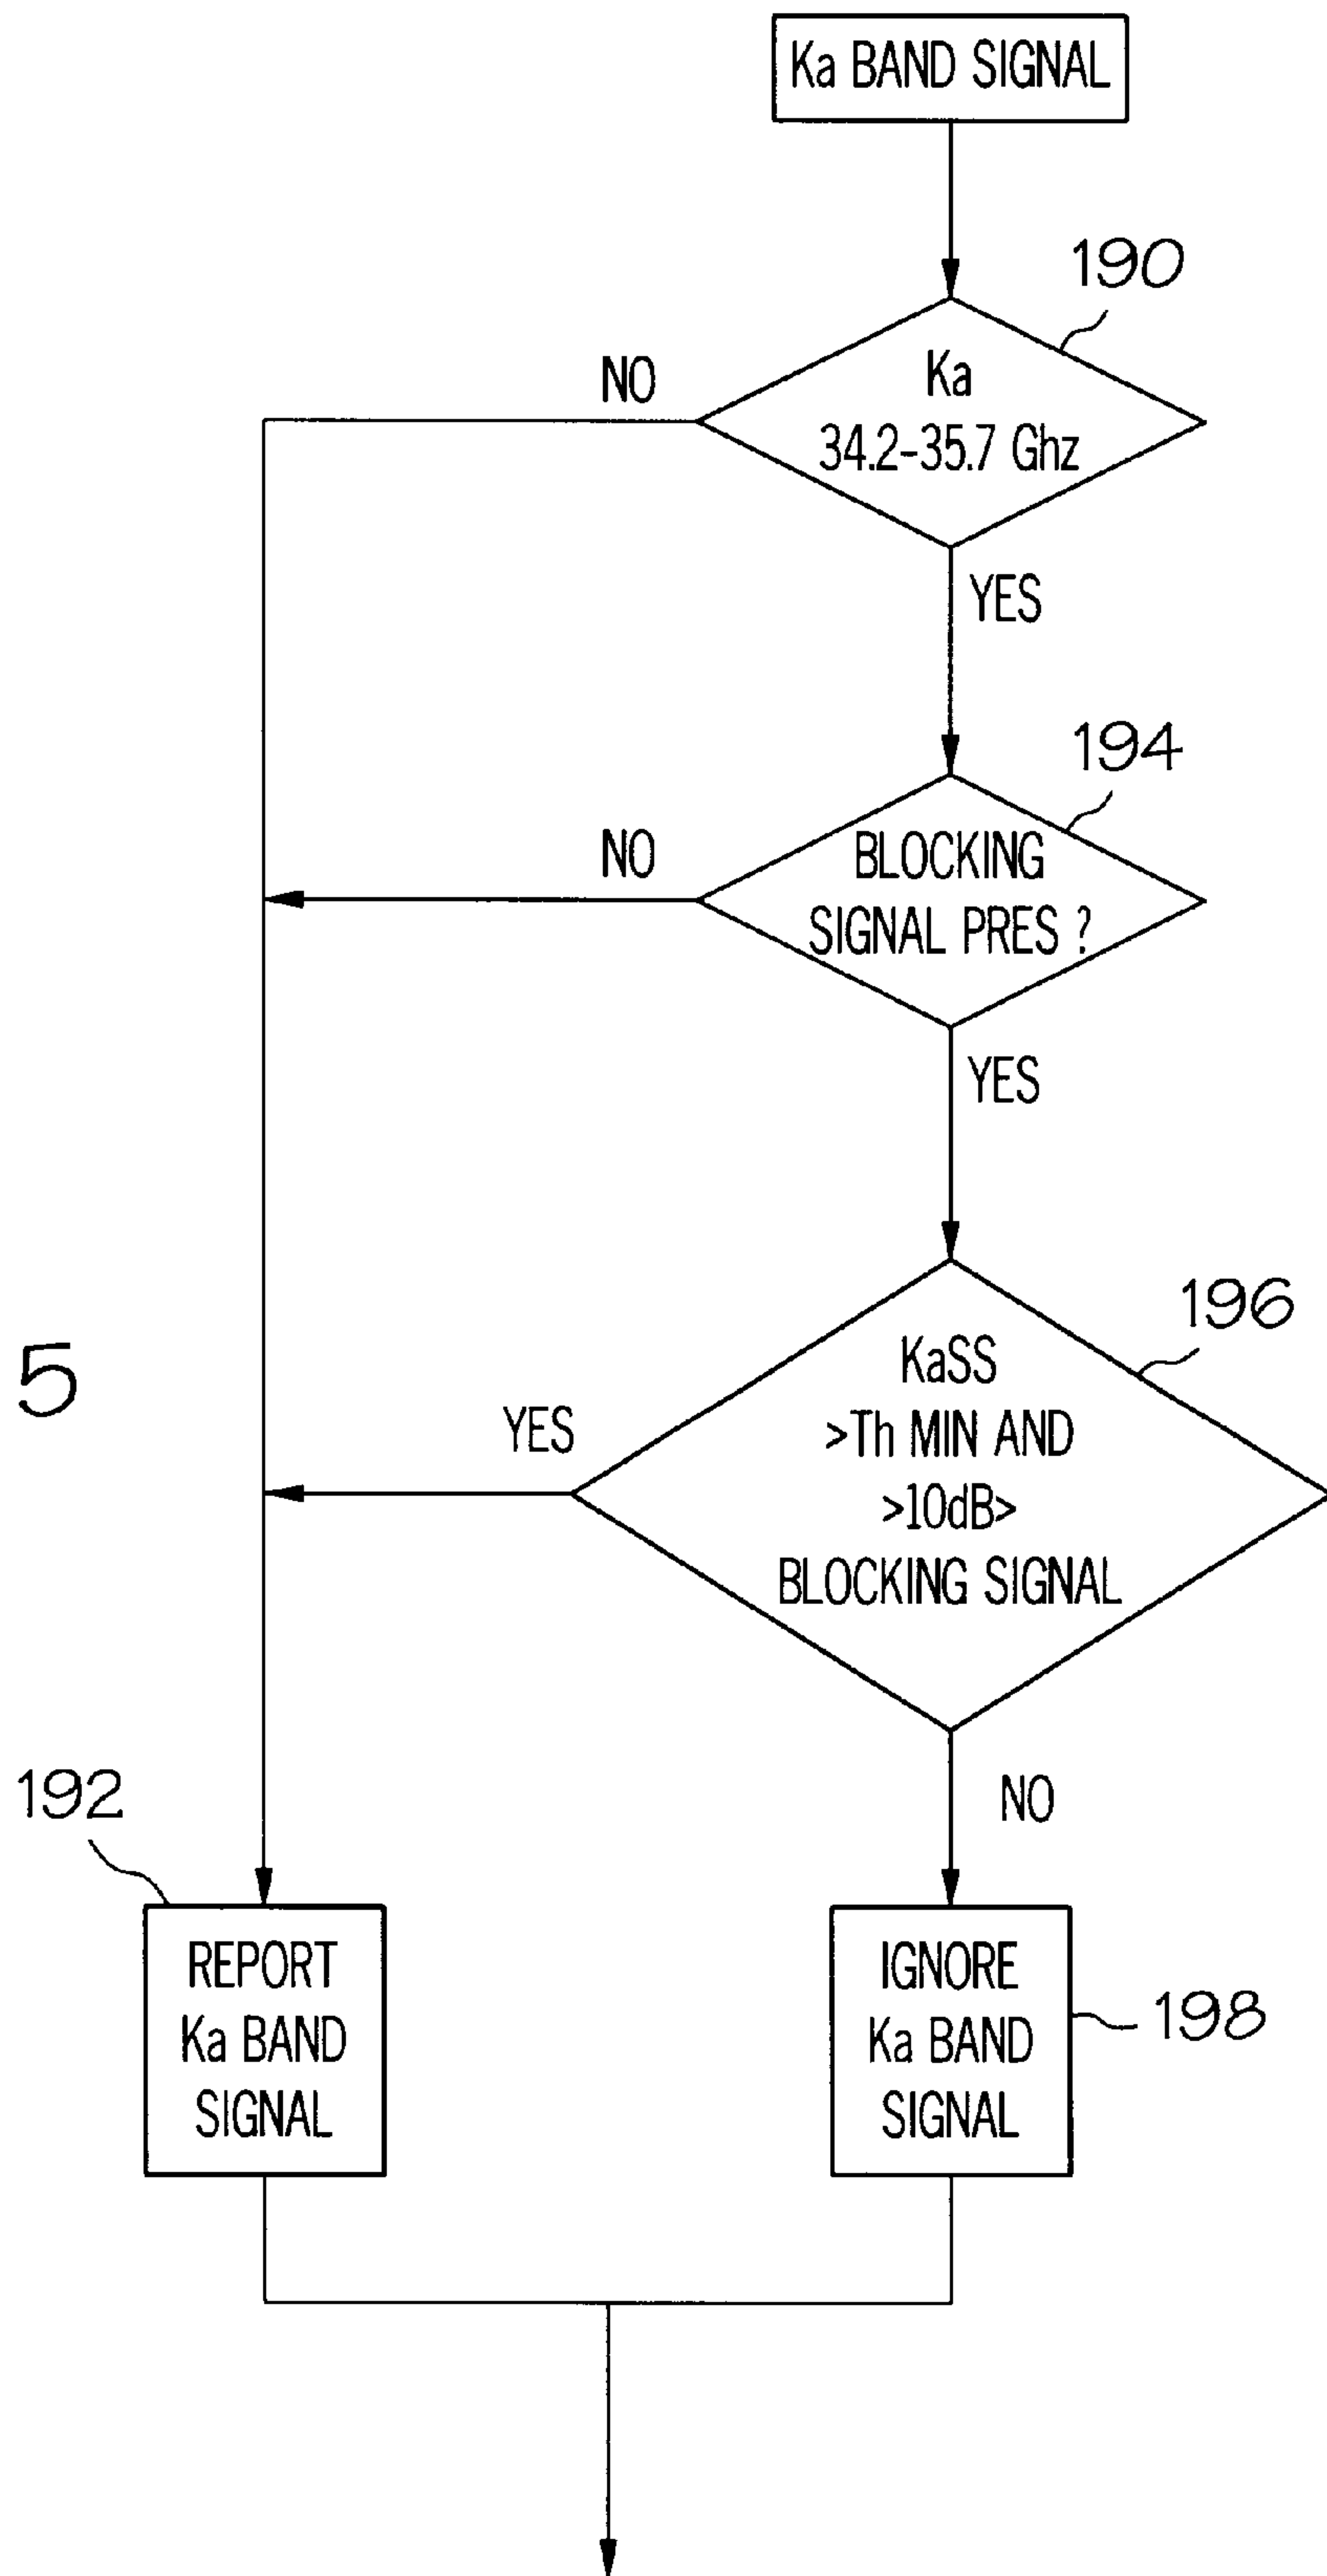 Ka BAND SIGNAL
190
NO
Ka
34.2-35.7 Ghz
YES
194
NO
BLOCKING
SIGNAL PRES ?
YES
196
5
YES
KaSS
>Th MIN AND
>10dB>
BLOCKING SIGNAL
NO
192
REPORT
Ka BAND
SIGNAL
IGNORE
Ka BAND
SIGNAL
198